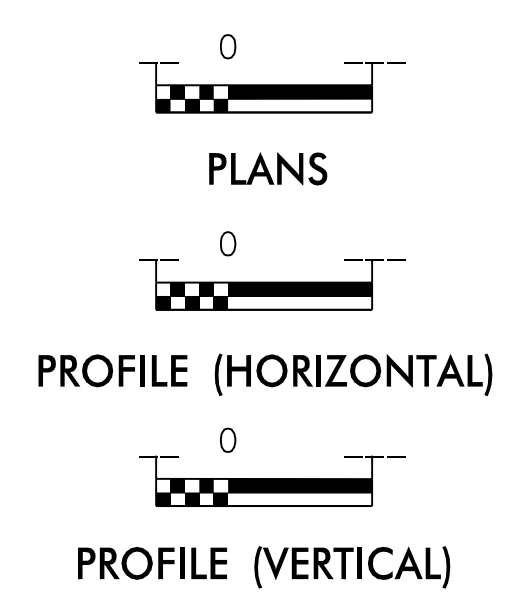 0
PLANS
0
PROFILE (HORIZONTAL)
0
PROFILE (VERTICAL)